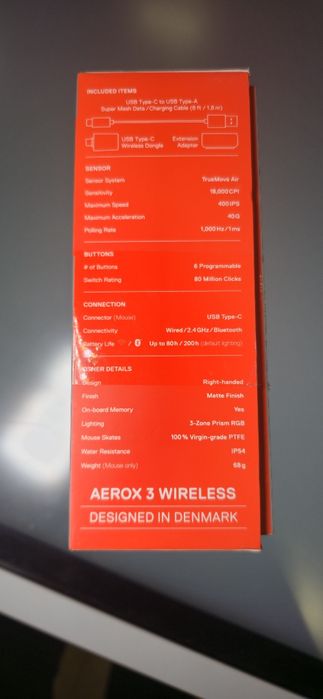 INCLUDED ITEMS
USB Type-C to USB Type-A
Super Mesh Data/Charging Cable (6 ft / 1.8 m)
USB Type-C Wireless Dongle
Extension Adapter
SENSOR
Sensor System TrueMove Air
Sensitivity 18,000 CPI
Maximum Speed 400 IPS
Maximum Acceleration 40G
Polling Rate 1,000 Hz/1 ms
BUTTONS
# of Buttons 6 Programmable
Switch Rating 80 Million Clicks
CONNECTION
Connector (Mouse) USB Type-C
Connectivity Wired/2.4 GHz/Bluetooth
Battery Life / Up to 80 h / 200 h (default lighting)
OTHER DETAILS
Design Right-handed
Finish Matte Finish
On-board Memory Yes
Lighting 3-Zone Prism RGB
Mouse Skates 100% Virgin-grade PTFE
Water Resistance IP54
Weight (Mouse only) 68 g
AEROX 3 WIRELESS
DESIGNED IN DENMARK